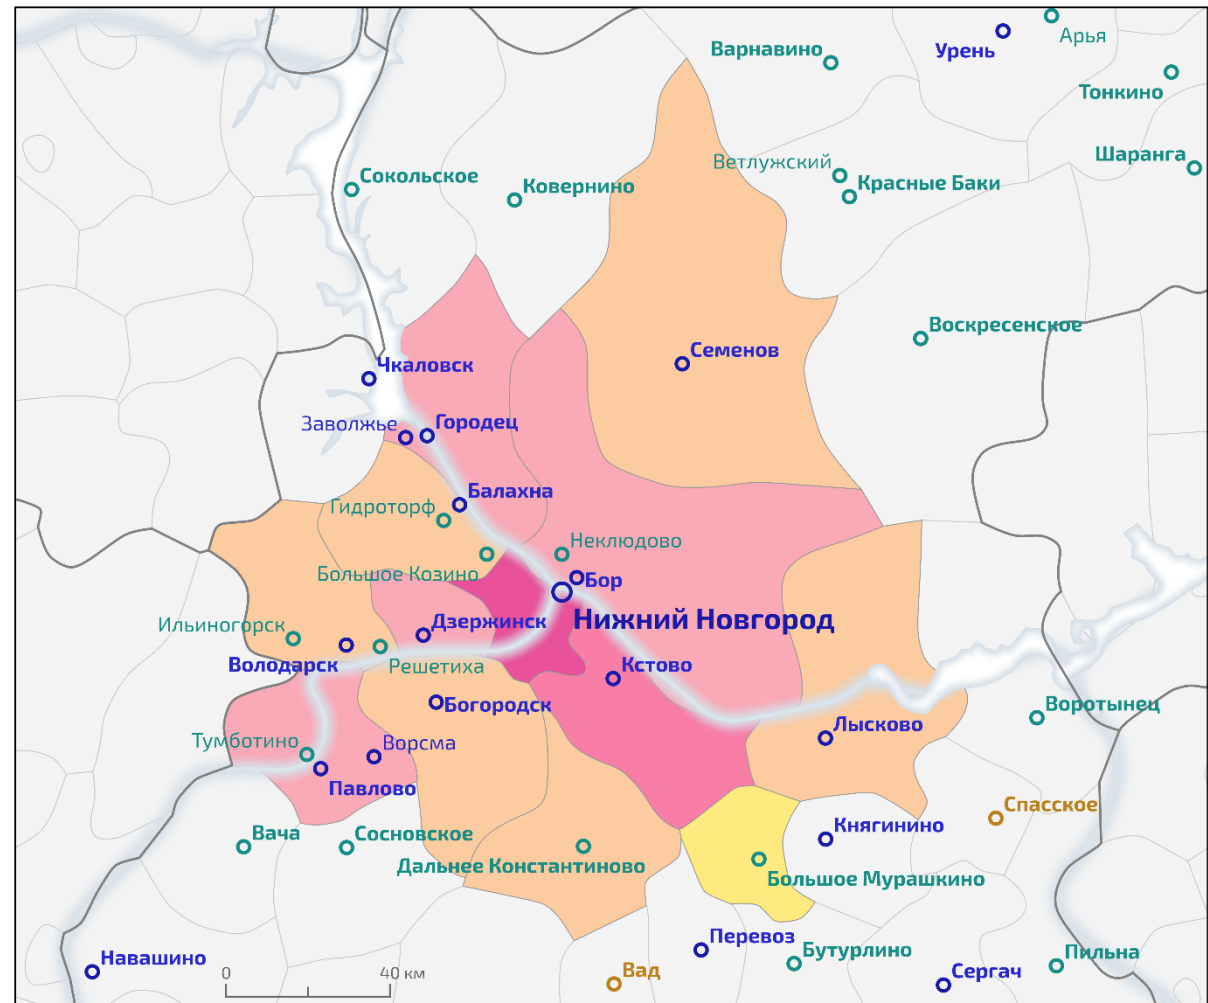 Арья
Урень
Варнавино
Тонкино
Шаранга
Ветлужский
Сокольское
Ковернино
Красные Баки
Воскресенское
Семенов
Чкаловск
Заволжье
Городец
Балахна
Гидроторф
Неклюдово
Большое Козино
Бор
Нижний Новгород
Ильиногорск
Дзержинск
Володарск
Решетиха
Кстово
Богородск
Воротынец
Лысково
Тумботино
Ворсма
Павлово
Спасское
Вача
Сосновское
Княгинино
Дальнее Константиново
Большое Мурашкино
Перевоз
Бутурлино
Пильна
Навашино
0
40 км
Вад
Сергач